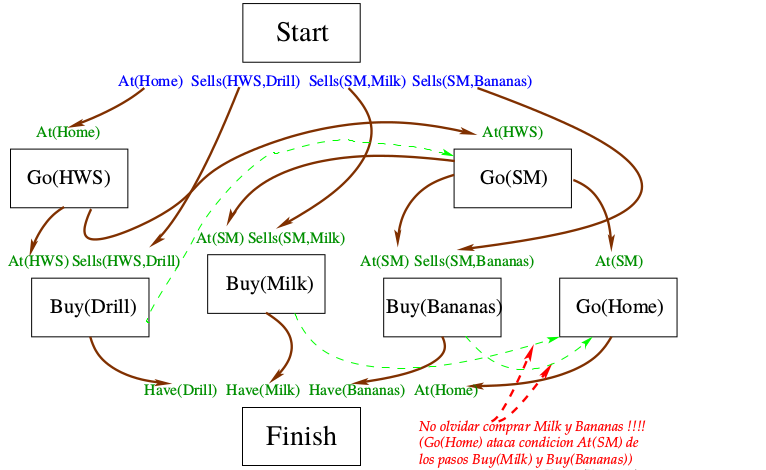 Start
At(Home) Sells(HWS,Drill) Sells(SM,Milk) Sells(SM,Bananas)
At(Home) At(HWS)
Go(HWS) Go(SM)
At(SM) Sells(SM,Milk)
At(HWS) Sells(HWS,Drill) At(SM) Sells(SM,Bananas) At(SM)
Buy(Drill) Buy(Milk) Buy(Bananas) Go(Home)
Have(Drill) Have(Milk) Have(Bananas) At(Home)
Finish
No olvidar comprar Milk y Bananas !!!!
(Go(Home) ataca condicion At(SM) de
los pasos Buy(Milk) y Buy(Bananas))